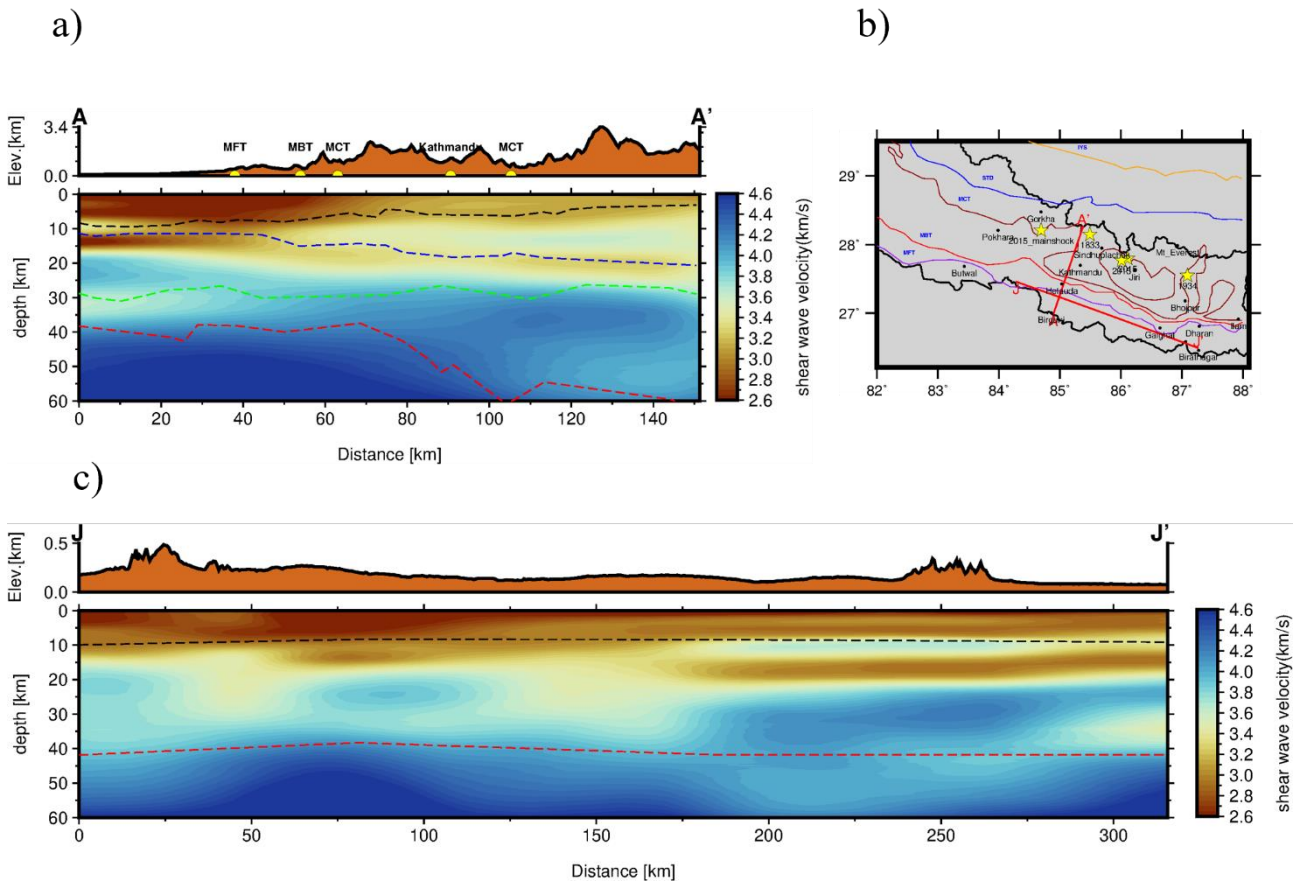 a)
b)
A
A'
3.4
0.0
Elev.[km]
MFT
MBT
MCT
Kathmandu
MCT
0
10
20
30
40
50
60
depth [km]
0 20 40 60 80 100 120 140
Distance [km]
4.6
4.4
4.2
4.0
3.8
3.6
3.4
3.2
3.0
2.8
2.6
shear wave velocity(km/s)
29°
28°
27°
82° 83° 84° 85° 86° 87° 88°
IYS
STD
MCT
MBT
MFT
Gorkha
Pokhara
2015_mainshock
1833
A'
Mt_Everest
Butwal
Kathmandu
Jiri
1934
J
Bhojpur
Dharan
Biratnagar
c)
J
J'
0.5
0.0
Elev.[km]
0
10
20
30
40
50
60
depth [km]
0 50 100 150 200 250 300
Distance [km]
4.6
4.4
4.2
4.0
3.8
3.6
3.4
3.2
3.0
2.8
2.6
shear wave velocity(km/s)